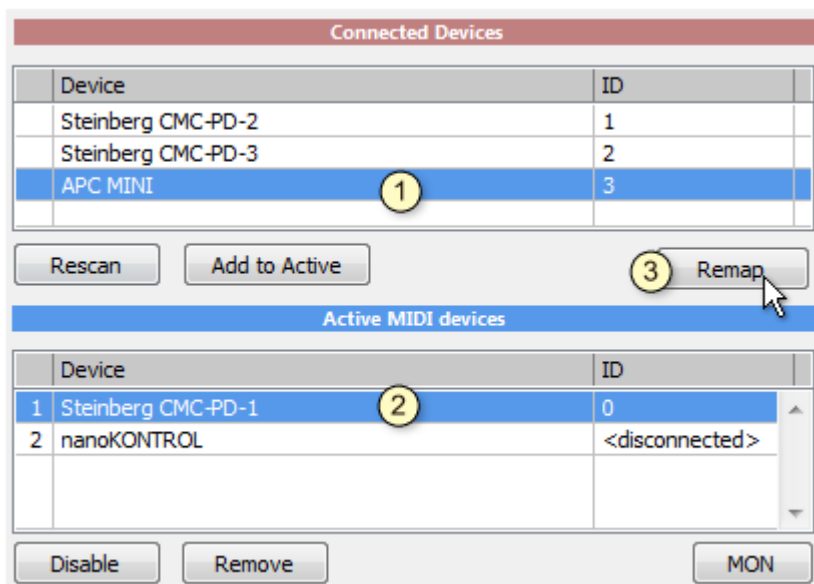 Connected Devices
Device ID
Steinberg CMC-PD-2 1
Steinberg CMC-PD-3 2
APC MINI 1 3
Rescan Add to Active 3 Remap
Active MIDI devices
Device ID
1 Steinberg CMC-PD-1 2 0
2 nanoKONTROL <disconnected>
Disable Remove MON